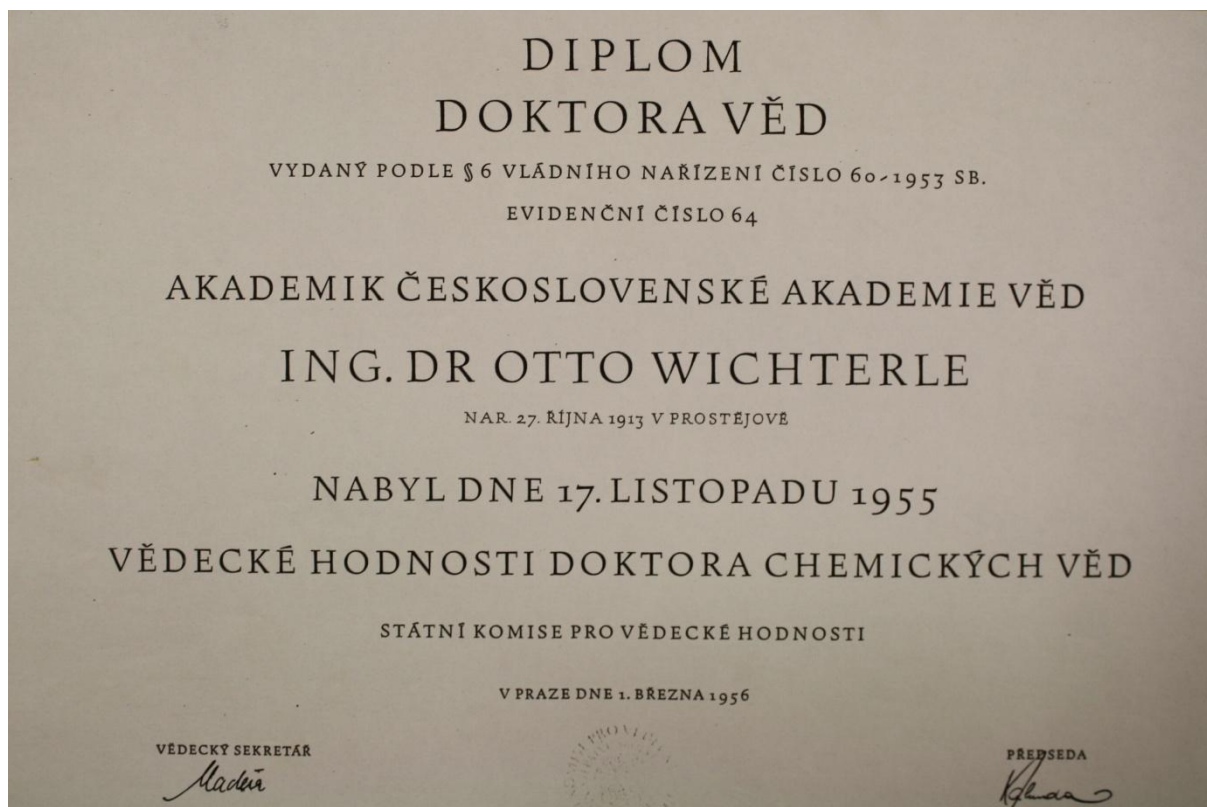 DIPLOM
DOKTORA VĚD
VYDANÝ PODLE § 6 VLÁDNÍHO NAŘÍZENÍ ČÍSLO 60-1953 SB.
EVIDENČNÍ ČÍSLO 64
AKADEMIK ČESKOSLOVENSKÉ AKADEMIE VĚD
ING. DR OTTO WICHTERLE
NAR. 27. ŘÍJNA 1913 V PROSTĚJOVĚ
NABYL DNE 17. LISTOPADU 1955
VĚDECKÉ HODNOSTI DOKTORA CHEMICKÝCH VĚD
STÁTNÍ KOMISE PRO VĚDECKÉ HODNOSTI
V PRAZE DNE 1. BŘEZNA 1956
VĚDECKÝ SEKRETÁŘ
PŘEDSEDA